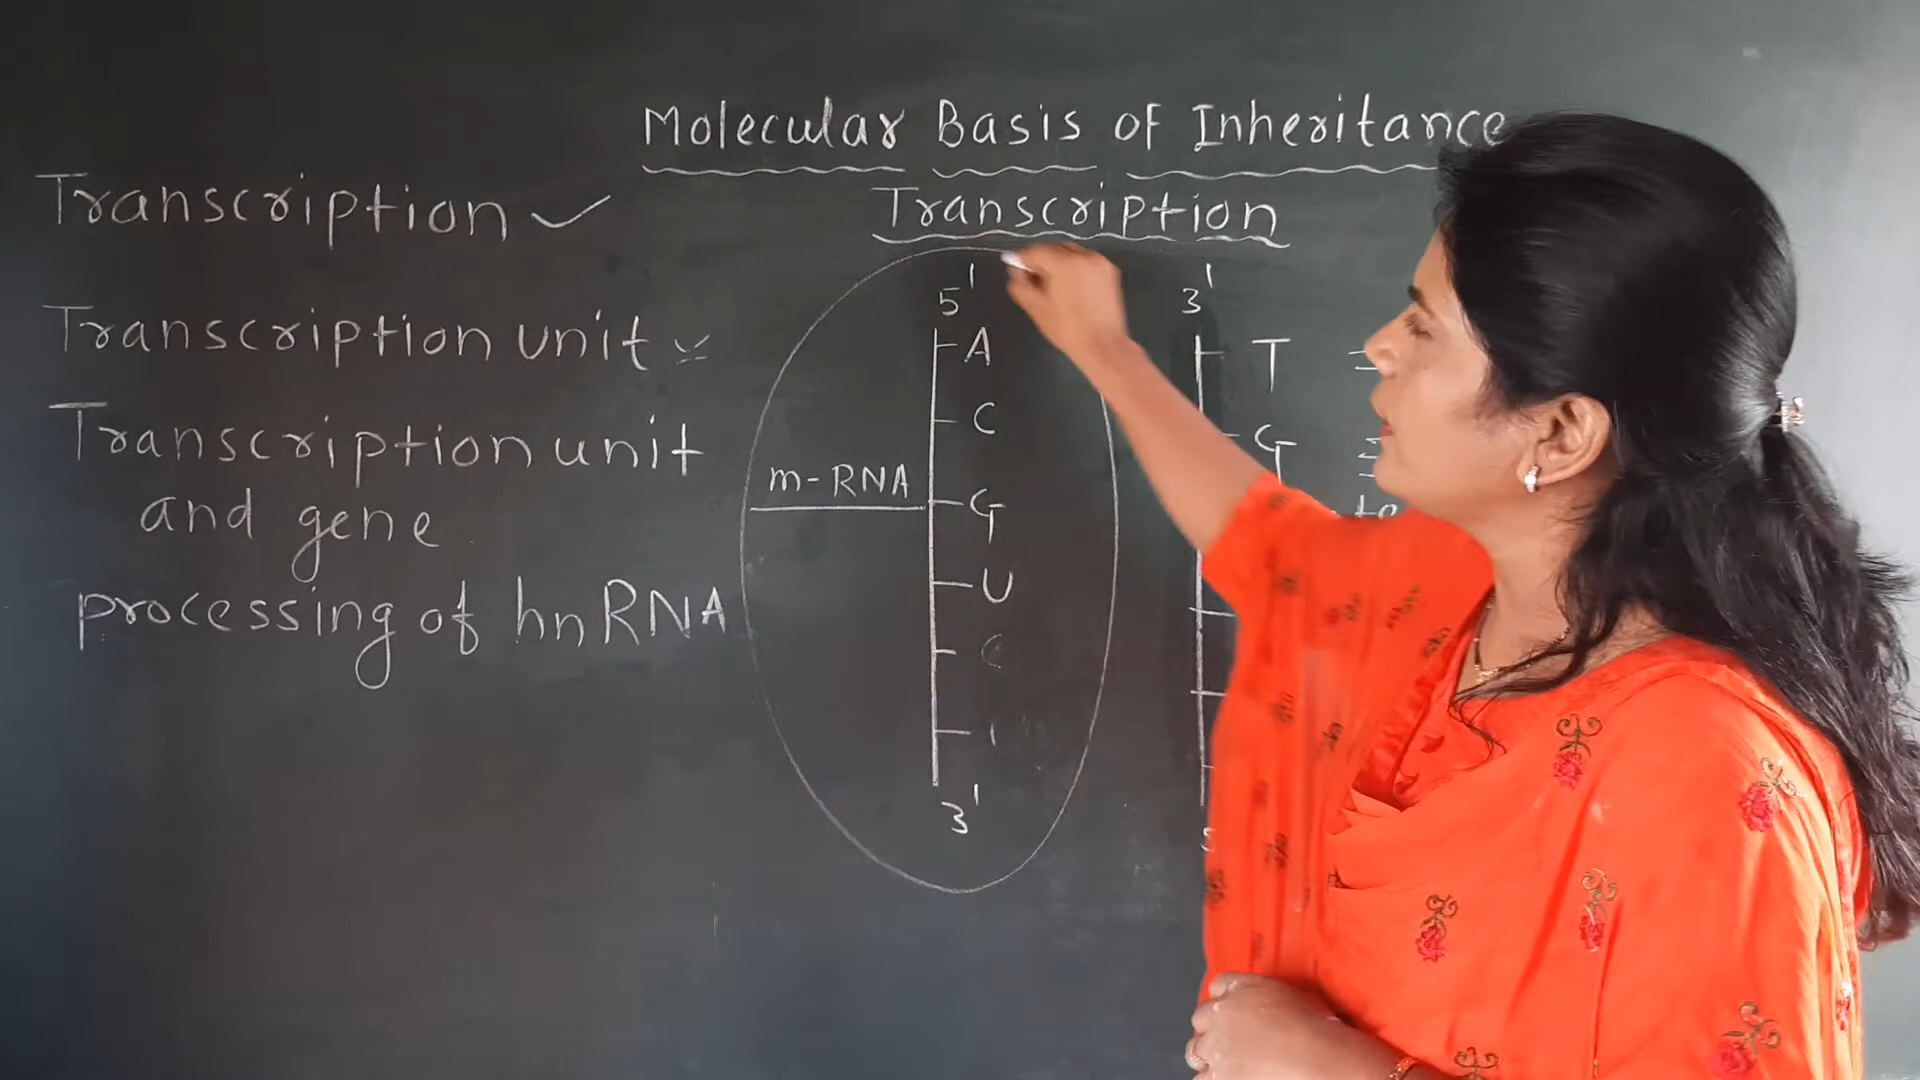 Molecular Basis of Inheritance
Transcription
Transcription
Transcription unit
Transcription unit
and gene
processing of hnRNA
m-RNA
5'
A
C
G
U
C
3'
3'
T
G